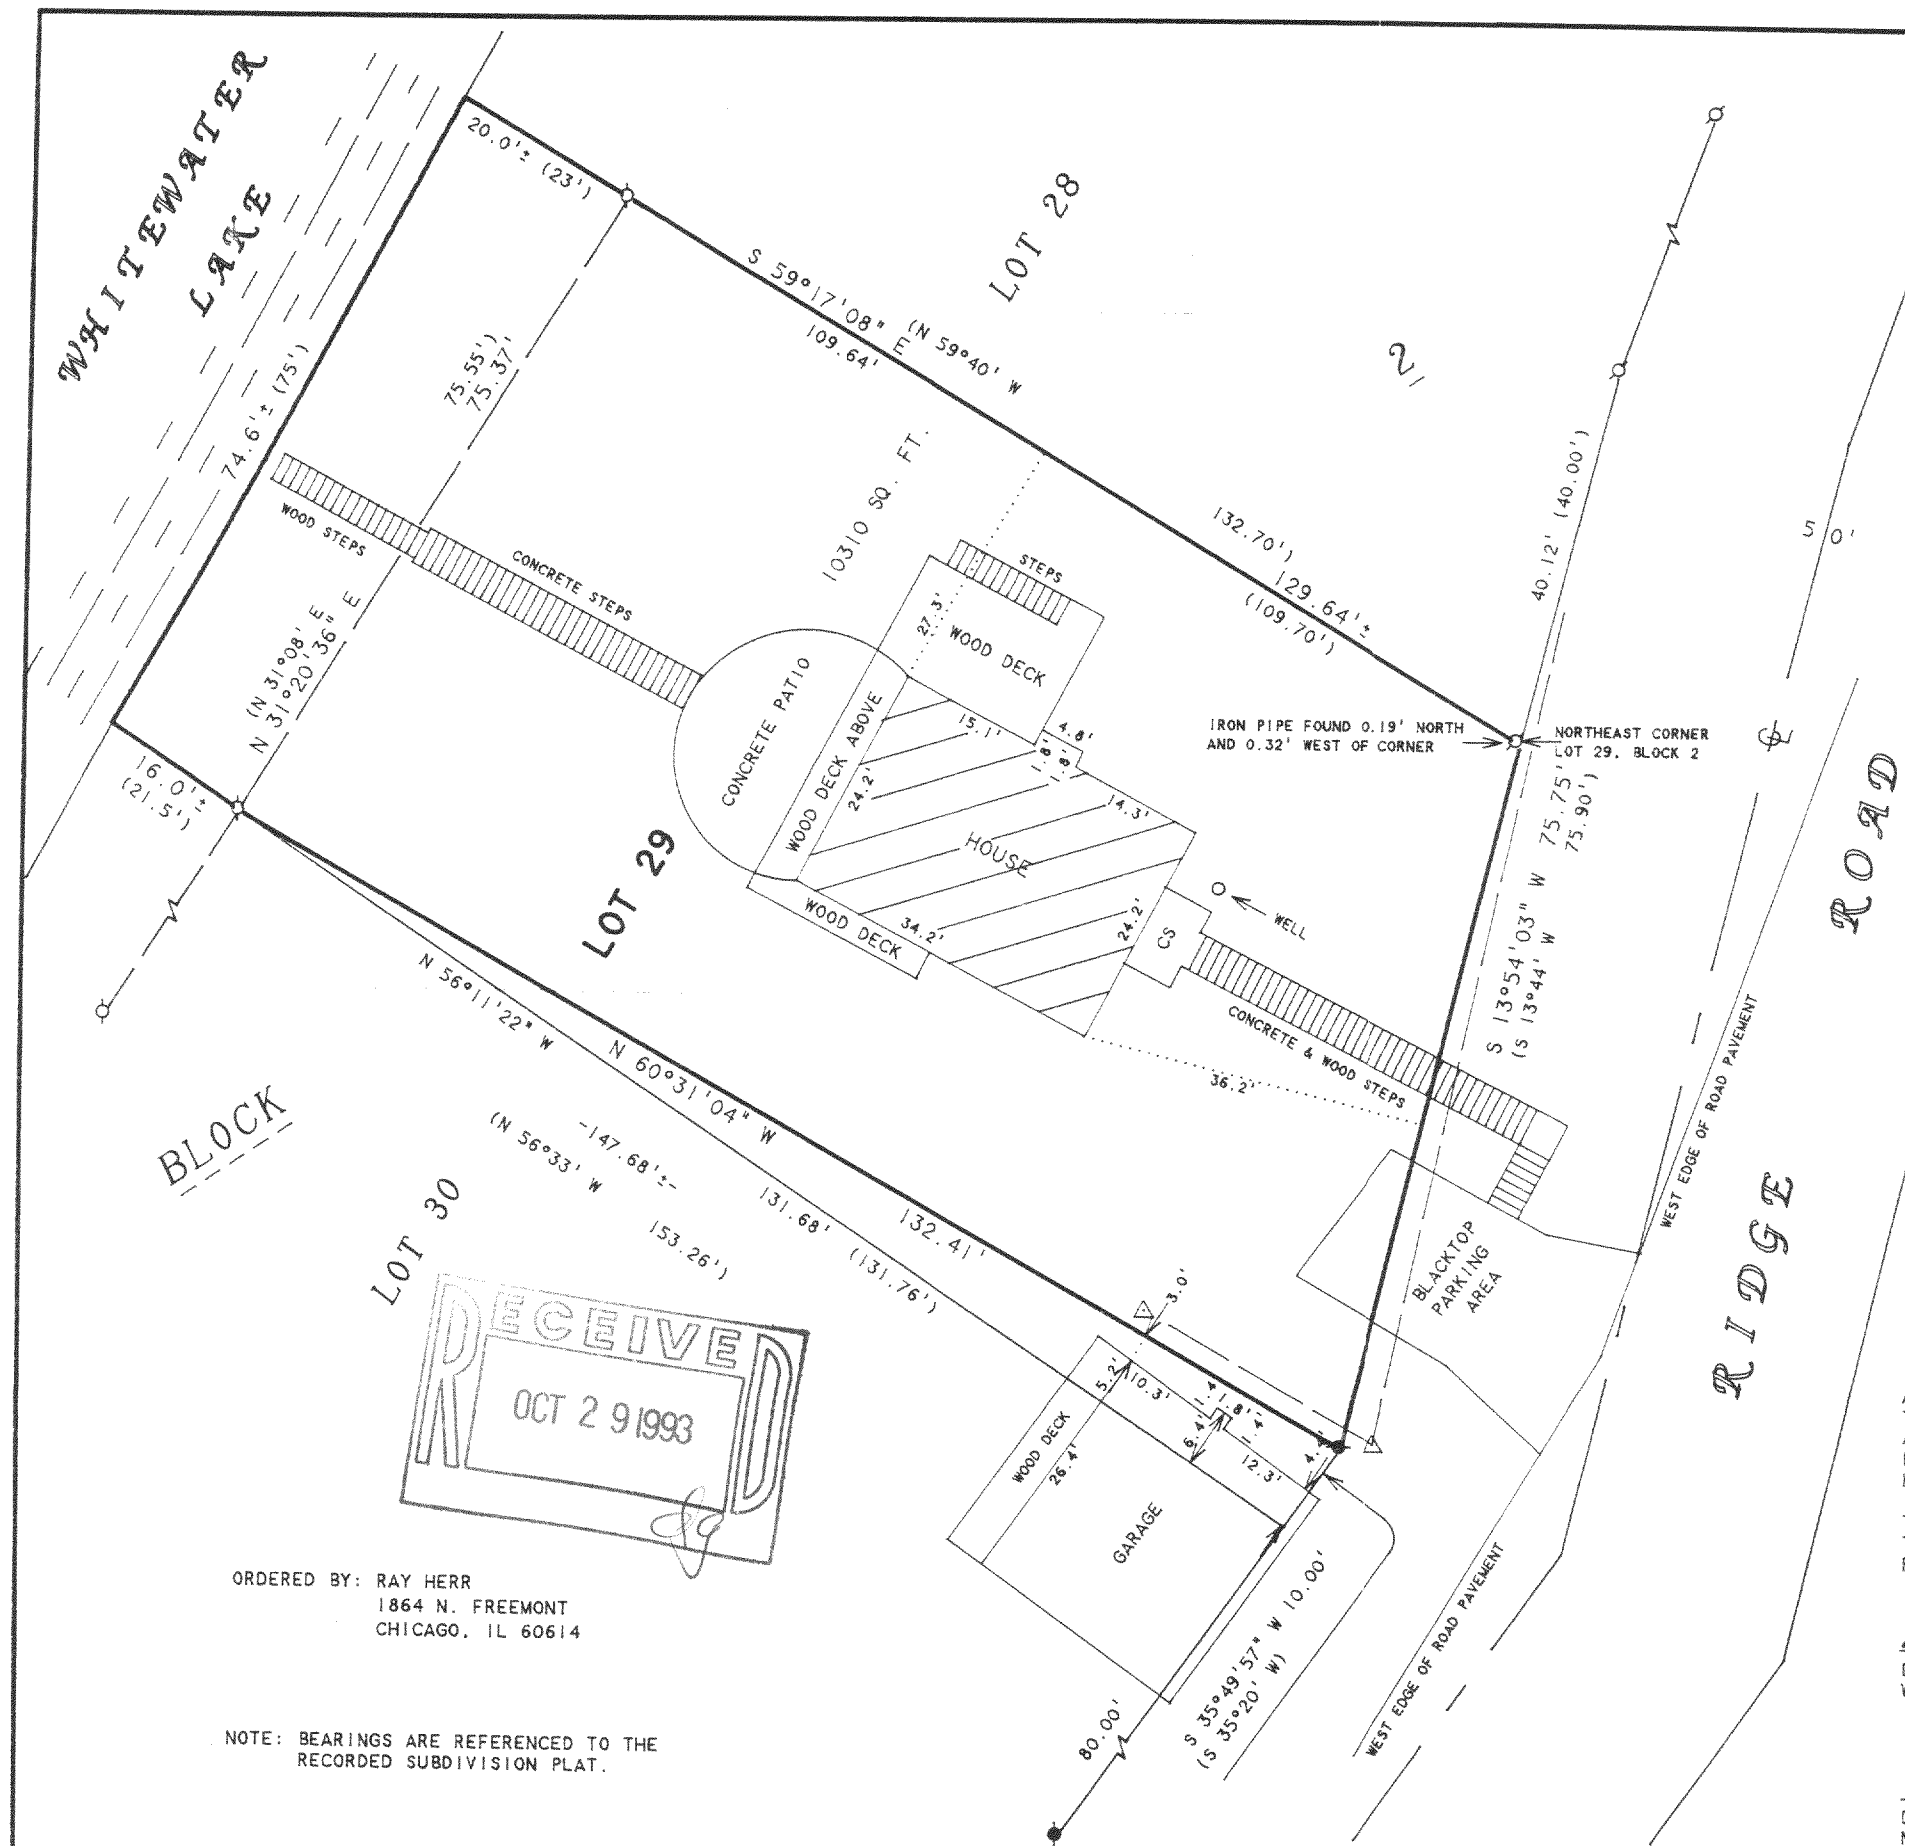 WHITEWATER
LAKE
20.0'± (23')
S 59°17'08" E
109.64'
(N 59°40' W
132.70')
129.64'±
(109.70')
LOT 28
2
74.6'± (75')
75.55')
75.37'
(N 31°08' E
N 31°20'36" E
16.0'±
(21.5')
WOOD STEPS
CONCRETE STEPS
10310 SQ. FT.
STEPS
27.3'
WOOD DECK
CONCRETE PATIO
WOOD DECK ABOVE
24.2'
15.1'
4.8'
1.8'
1.8'
14.3'
HOUSE
34.2'
WOOD DECK
24.2'
CS
WELL
CONCRETE & WOOD STEPS
36.2'
IRON PIPE FOUND 0.19' NORTH
AND 0.32' WEST OF CORNER
NORTHEAST CORNER
LOT 29, BLOCK 2
40.12' (40.00')
50'
S 13°54'03" W 75.75'
(S 13°44' W 75.90')
WEST EDGE OF ROAD PAVEMENT
RIDGE ROAD
LOT 29
N 56°11'22" W
N 60°31'04" W
-147.68'±-
(N 56°33' W
153.26')
131.68' (131.76')
132.41'
BLOCK
LOT 30
BLACKTOP
PARKING
AREA
3.0'
5.2'
10.3'
1.4'
1.8'
1.4'
6.4'
12.3'
WOOD DECK
26.4'
GARAGE
S 35°49'57" W 10.00'
(S 35°20' W)
80.00'
WEST EDGE OF ROAD PAVEMENT
RECEIVED
OCT 29 1993
ORDERED BY: RAY HERR
1864 N. FREEMONT
CHICAGO, IL 60614
NOTE: BEARINGS ARE REFERENCED TO THE
RECORDED SUBDIVISION PLAT.